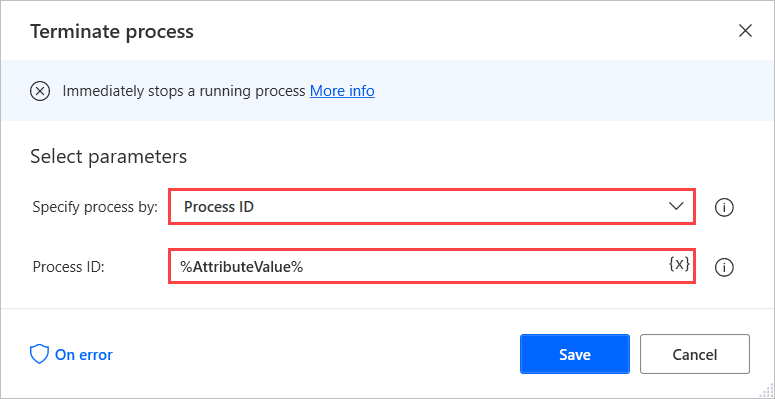 Terminate process
Immediately stops a running process More info
Select parameters
Specify process by: Process ID
Process ID: %AttributeValue% {x}
On error Save Cancel